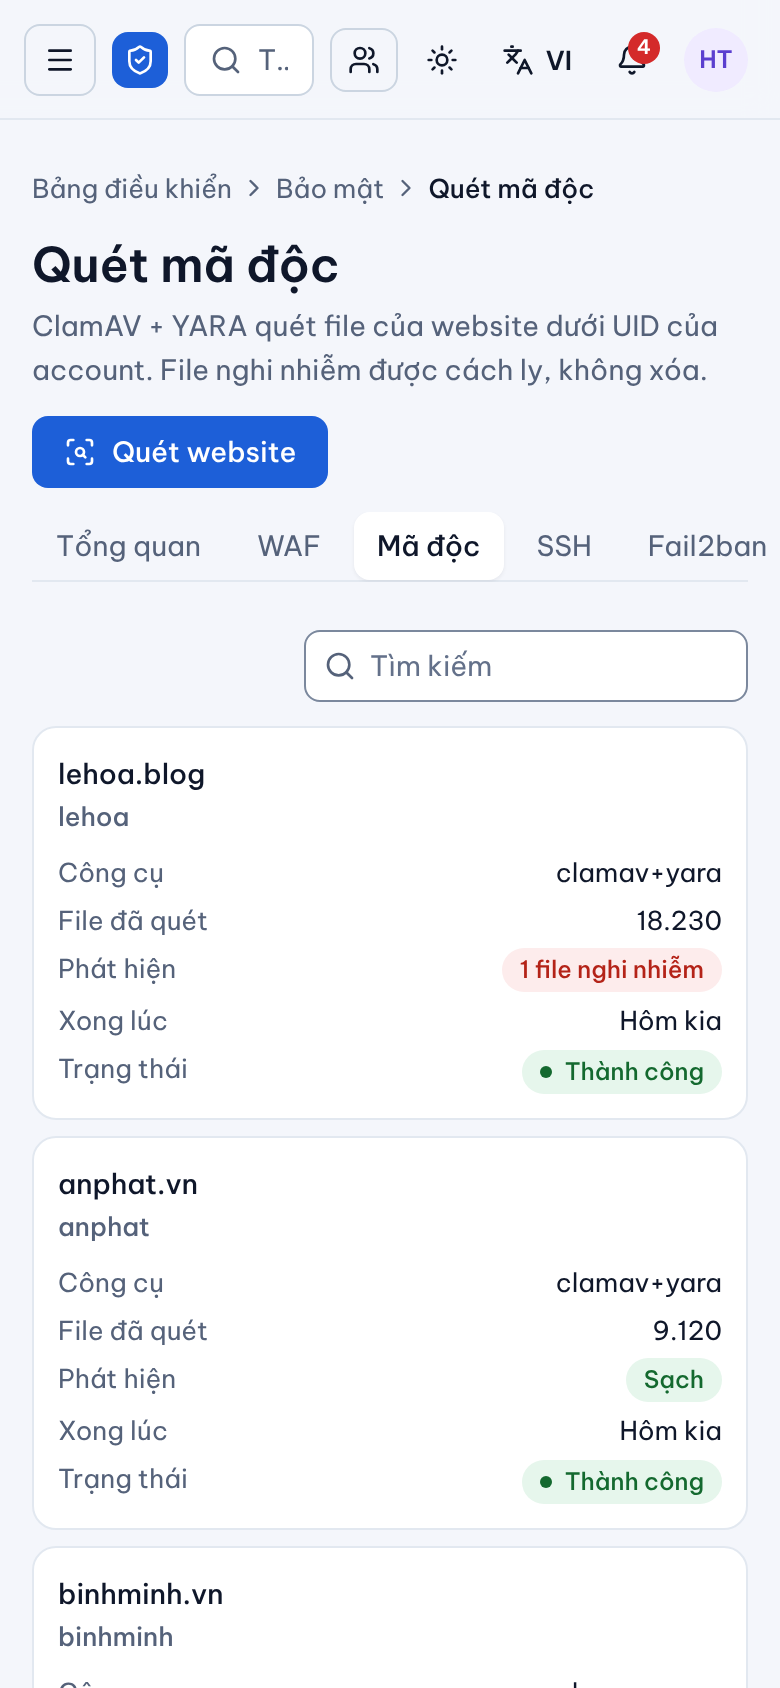 T..
VI
4
HT
Bảng điều khiển > Bảo mật > Quét mã độc
Quét mã độc
ClamAV + YARA quét file của website dưới UID của
account. File nghi nhiễm được cách ly, không xóa.
Quét website
Tổng quan WAF Mã độc SSH Fail2ban
Tìm kiếm
lehoa.blog
lehoa
Công cụ clamav+yara
File đã quét 18.230
Phát hiện 1 file nghi nhiễm
Xong lúc Hôm kia
Trạng thái Thành công
anphat.vn
anphat
Công cụ clamav+yara
File đã quét 9.120
Phát hiện Sạch
Xong lúc Hôm kia
Trạng thái Thành công
binhminh.vn
binhminh